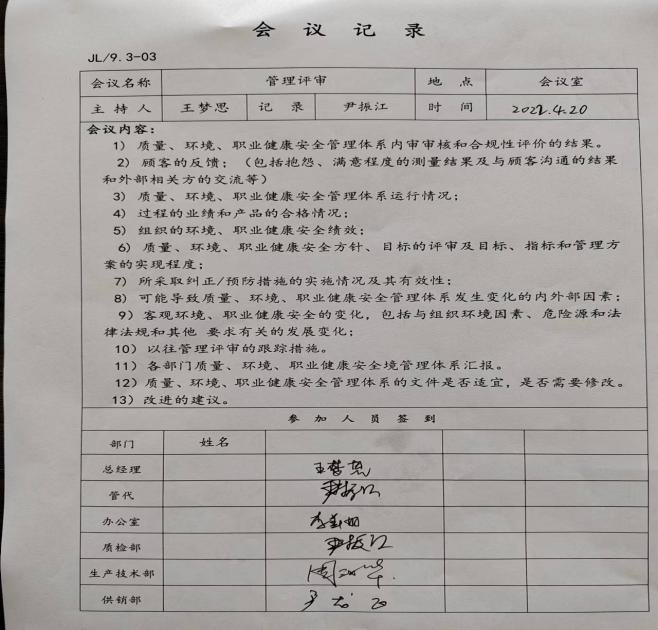 会 议 记 录
JL/9.3-03
会议名称 管理评审 地 点 会议室
主 持 人 王梦思 记 录 尹振江 时 间 2022.4.20
会议内容：
1) 质量、环境、职业健康安全管理体系内审审核和合规性评价的结果。
2) 顾客的反馈；（包括抱怨、满意程度的测量结果及与顾客沟通的结果
和外部相关方的交流等）
3) 质量、环境、职业健康安全管理体系运行情况；
4) 过程的业绩和产品的合格情况；
5) 组织的环境、职业健康安全绩效；
6) 质量、环境、职业健康安全方针、目标的评审及目标、指标和管理方
案的实现程度；
7) 所采取纠正/预防措施的实施情况及其有效性；
8) 可能导致质量、环境、职业健康安全管理体系发生变化的内外部因素；
9) 客观环境、职业健康安全的变化，包括与组织环境因素、危险源和法
律法规和其他 要求有关的发展变化；
10) 以往管理评审的跟踪措施。
11) 各部门质量、环境、职业健康安全境管理体系汇报。
12) 质量、环境、职业健康安全管理体系的文件是否适宜，是否需要修改。
13) 改进的建议。
参 加 人 员 签 到
部门 姓名
总经理 王梦思
管代 尹振江
办公室
质检部 尹振江
生产技术部
供销部